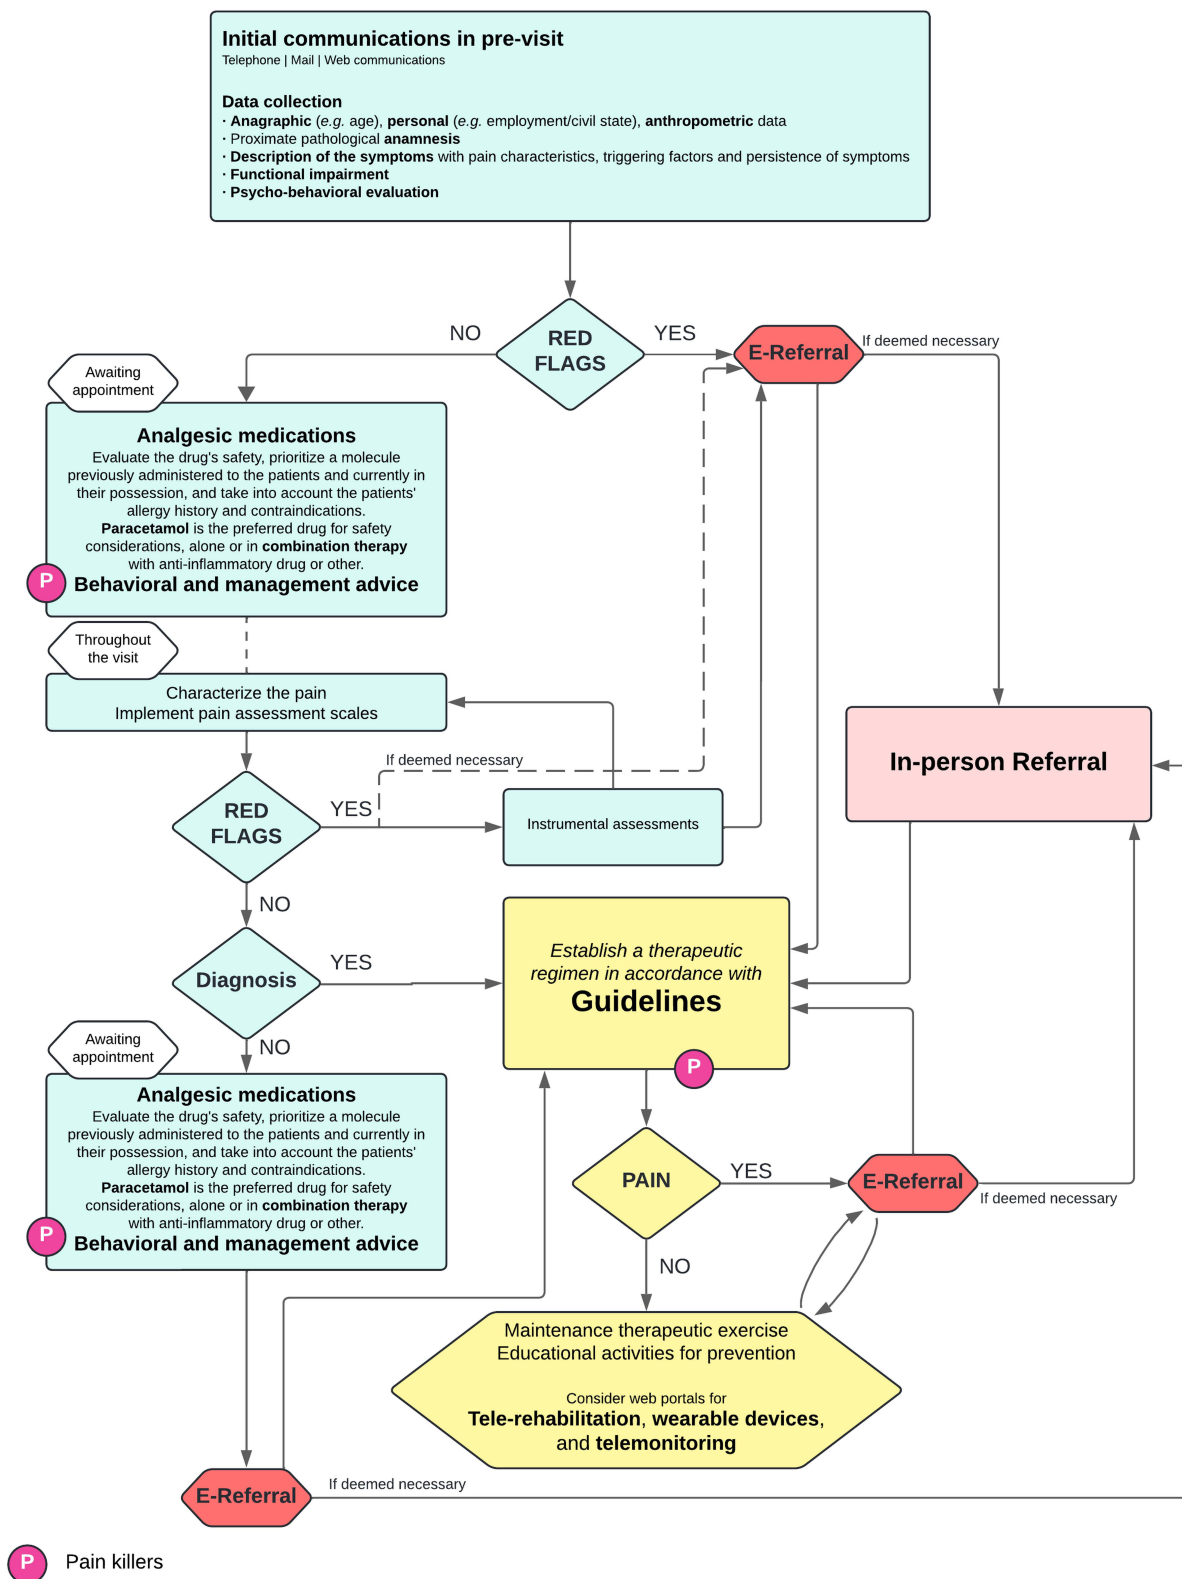 Initial communications in pre-visit
Telephone | Mail | Web communications
Data collection
· Anagraphic (e.g. age), personal (e.g. employment/civil state), anthropometric data
· Proximate pathological anamnesis
· Description of the symptoms with pain characteristics, triggering factors and persistence of symptoms
· Functional impairment
· Psycho-behavioral evaluation
NO
RED
FLAGS
YES
E-Referral
If deemed necessary
Awaiting
appointment
Analgesic medications
Evaluate the drug's safety, prioritize a molecule
previously administered to the patients and currently in
their possession, and take into account the patients'
allergy history and contraindications.
Paracetamol is the preferred drug for safety
considerations, alone or in combination therapy
with anti-inflammatory drug or other.
P
Behavioral and management advice
Throughout
the visit
Characterize the pain
Implement pain assessment scales
If deemed necessary
In-person Referral
RED
FLAGS
YES
Instrumental assessments
NO
Diagnosis
YES
Establish a therapeutic
regimen in accordance with
Guidelines
P
NO
Awaiting
appointment
Analgesic medications
Evaluate the drug's safety, prioritize a molecule
previously administered to the patients and currently in
their possession, and take into account the patients'
allergy history and contraindications.
Paracetamol is the preferred drug for safety
considerations, alone or in combination therapy
with anti-inflammatory drug or other.
P
Behavioral and management advice
PAIN
YES
E-Referral
If deemed necessary
NO
Maintenance therapeutic exercise
Educational activities for prevention
Consider web portals for
Tele-rehabilitation, wearable devices,
and telemonitoring
E-Referral
If deemed necessary
P
Pain killers